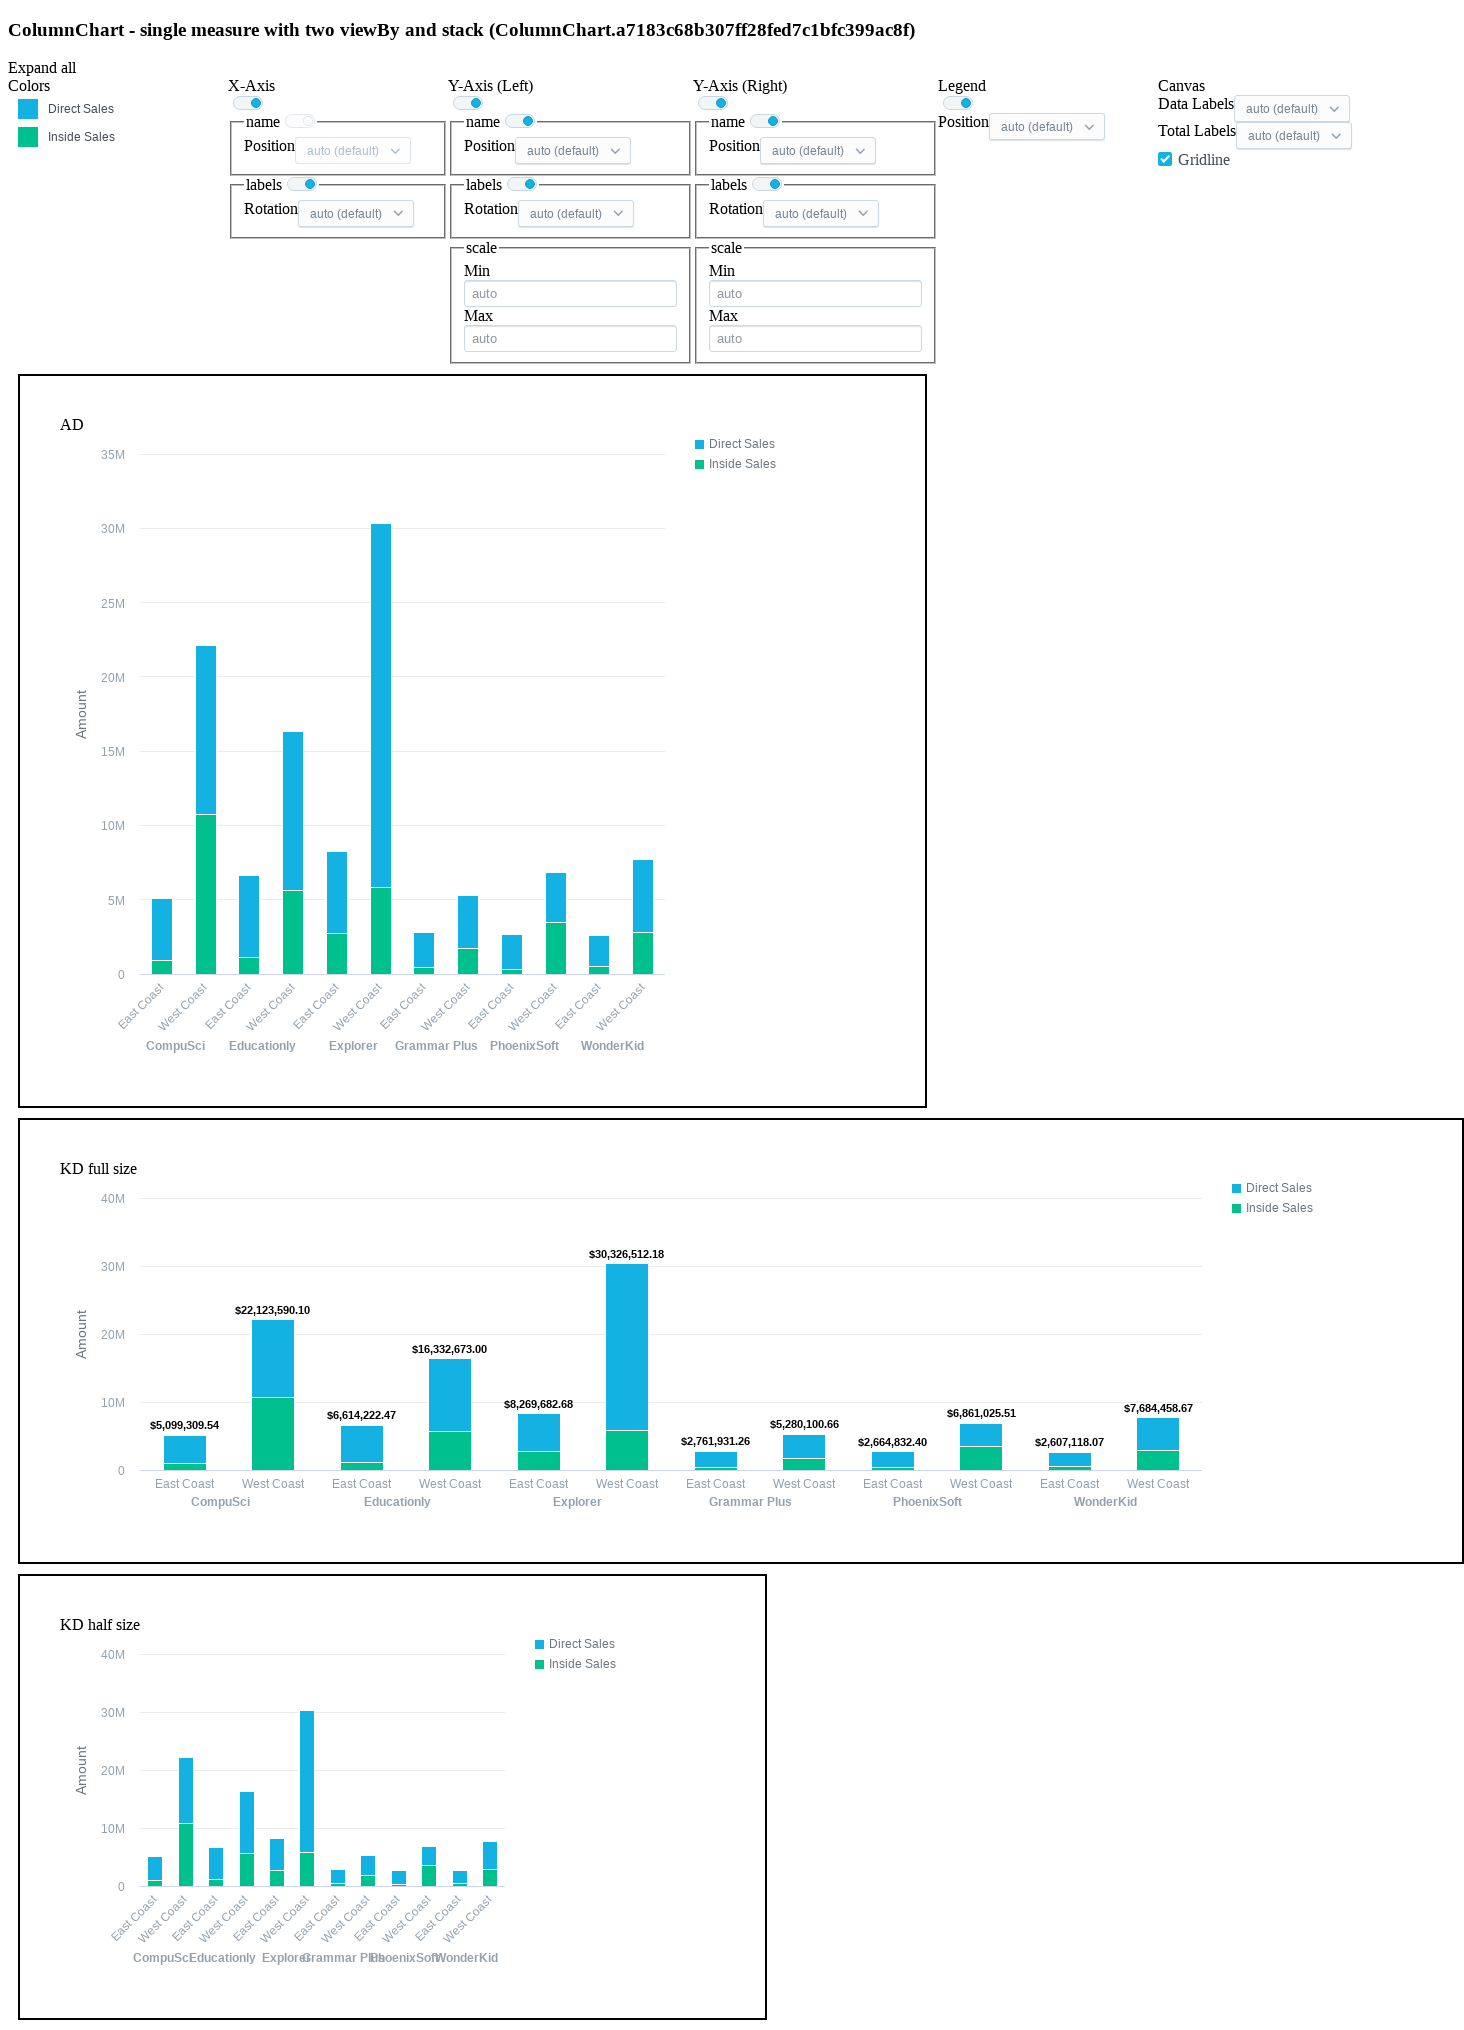 ColumnChart - single measure with two viewBy and stack (ColumnChart.a7183c68b307ff28fed7c1bfc399ac8f)
Expand all
Colors
Direct Sales
Inside Sales
X-Axis
name
Position auto (default)
labels
Rotation auto (default)
Y-Axis (Left)
name
Position auto (default)
labels
Rotation auto (default)
scale
Min
auto
Max
auto
Y-Axis (Right)
name
Position auto (default)
labels
Rotation auto (default)
scale
Min
auto
Max
auto
Legend
Position auto (default)
Canvas
Data Labels auto (default)
Total Labels auto (default)
Gridline
AD
Direct Sales
Inside Sales
35M
30M
25M
20M
15M
10M
5M
0
Amount
East Coast West Coast East Coast West Coast East Coast West Coast East Coast West Coast East Coast West Coast East Coast West Coast
CompuSci Educationly Explorer Grammar Plus PhoenixSoft WonderKid
KD full size
Direct Sales
Inside Sales
40M
30M
20M
10M
0
Amount
$5,099,309.54
$22,123,590.10
$6,614,222.47
$16,332,673.00
$8,269,682.68
$30,326,512.18
$2,761,931.26
$5,280,100.66
$2,664,832.40
$6,861,025.51
$2,607,118.07
$7,684,458.67
East Coast West Coast East Coast West Coast East Coast West Coast East Coast West Coast East Coast West Coast East Coast West Coast
CompuSci Educationly Explorer Grammar Plus PhoenixSoft WonderKid
KD half size
Direct Sales
Inside Sales
40M
30M
20M
10M
0
Amount
East Coast West Coast East Coast West Coast East Coast West Coast East Coast West Coast East Coast West Coast East Coast West Coast
CompuSci Educationly Explorer Grammar Plus PhoenixSoft WonderKid